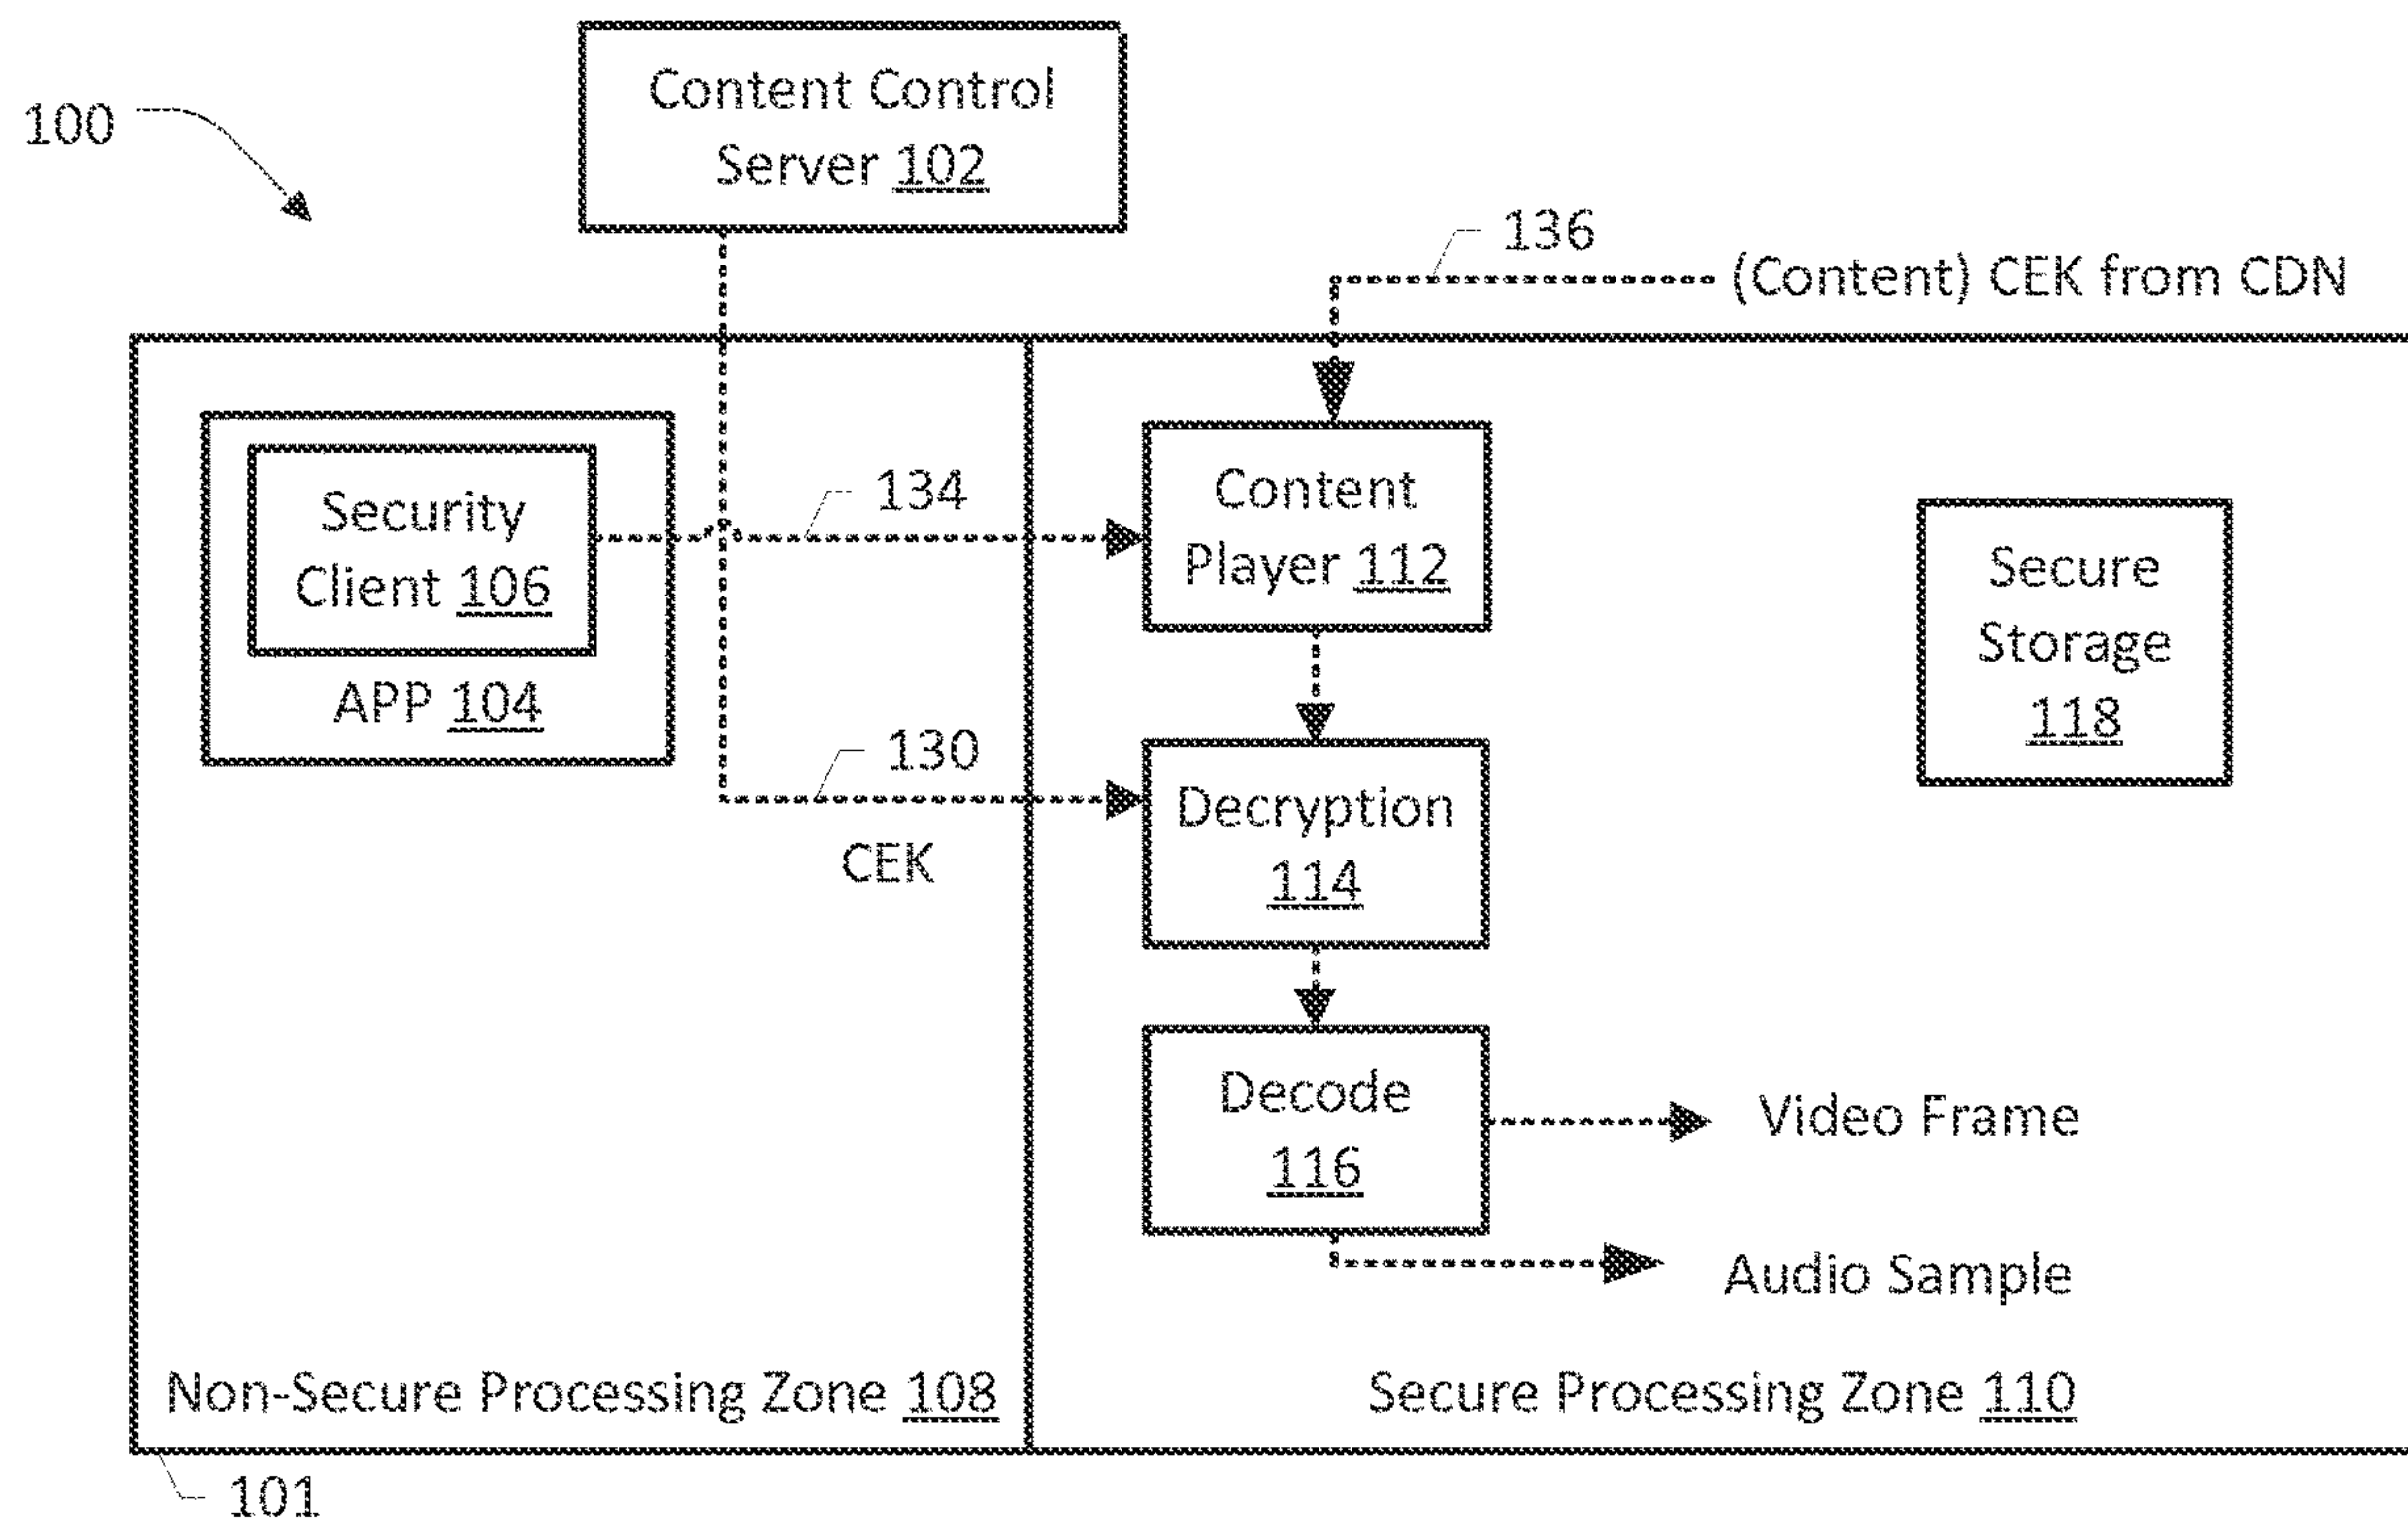 100
Content Control
Server 102
136
(Content) CEK from CDN
Security
Client 106
APP 104
134
Content
Player 112
Secure
Storage
118
130
CEK
Decryption
114
Decode
116
Video Frame
Audio Sample
Non-Secure Processing Zone 108
Secure Processing Zone 110
101